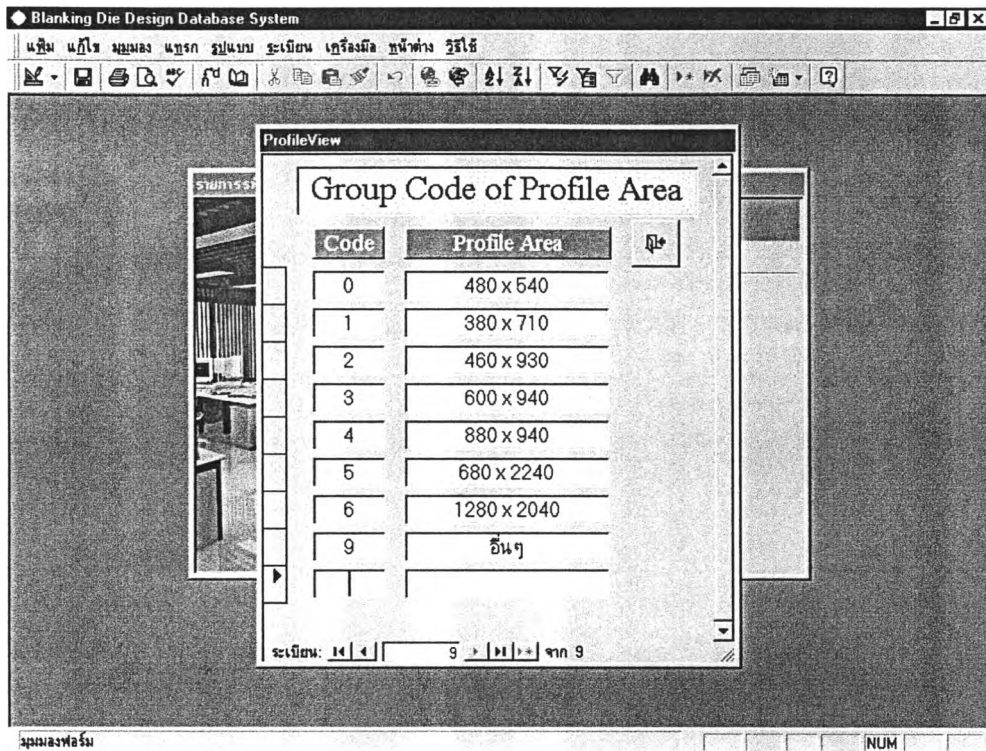 Blanking Die Design Database System
แฟ้ม แก้ไข มุมมอง แทรก รูปแบบ ระเบียน เครื่องมือ หน้าต่าง วิธีใช้
ProfileView
Group Code of Profile Area
Code Profile Area
0 480 x 540
1 380 x 710
2 460 x 930
3 600 x 940
4 880 x 940
5 680 x 2240
6 1280 x 2040
9 อื่นๆ
ระเบียน: 9 จาก 9
มุมมองฟอร์ม NUM